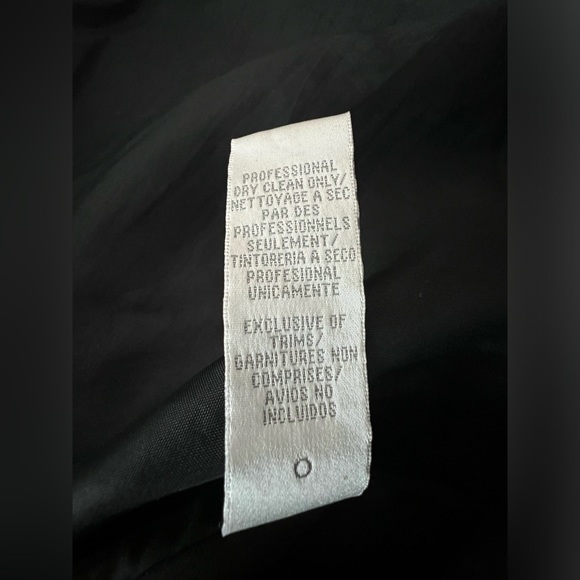 PROFESSIONAL
DRY CLEAN ONLY/
NETTOYAGE A SEC
PAR DES
PROFESSIONNELS
SEULEMENT/
TINTORERIA A SECO
PROFESIONAL
UNICAMENTE
EXCLUSIVE OF
TRIMS/
GARNITURES NON
COMPRISES/
AVIOS NO
INCLUIDOS
O